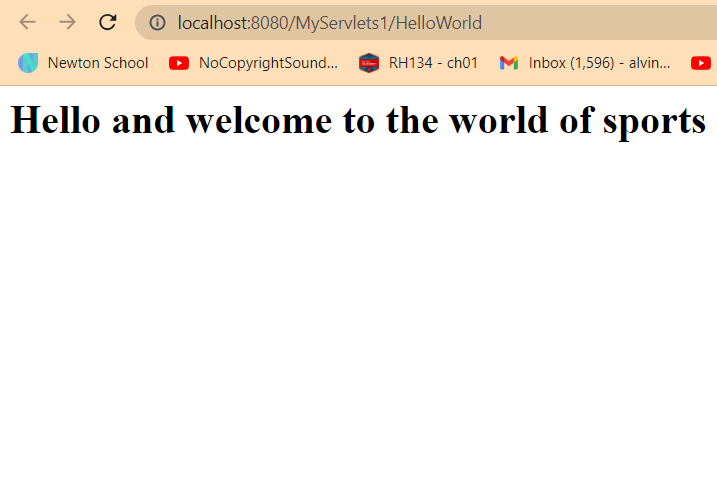 localhost:8080/MyServlets1/HelloWorld
Newton School NoCopyrightSound... RH134 - ch01 Inbox (1,596) - alvin...
Hello and welcome to the world of sports